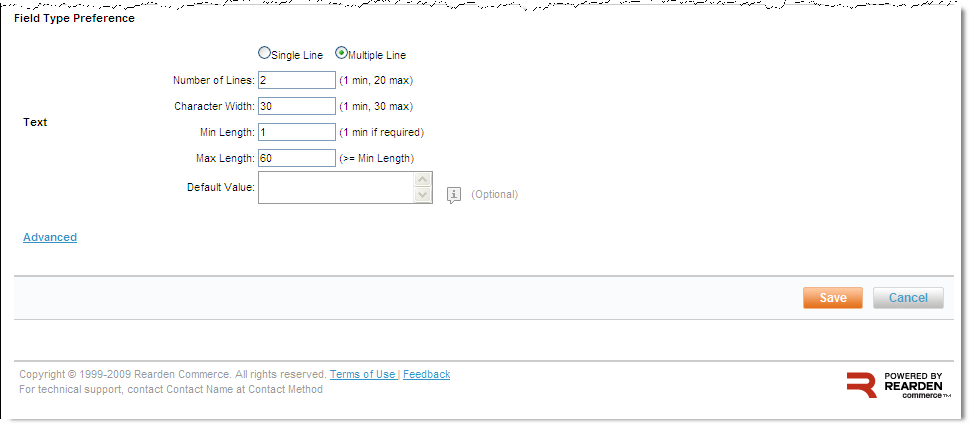 Field Type Preference
Single Line Multiple Line
Number of Lines: 2 (1 min, 20 max)
Character Width: 30 (1 min, 30 max)
Text
Min Length: 1 (1 min if required)
Max Length: 60 (>= Min Length)
Default Value: i (Optional)
Advanced
Save Cancel
Copyright © 1999-2009 Rearden Commerce. All rights reserved. Terms of Use | Feedback
For technical support, contact Contact Name at Contact Method
POWERED BY
REARDEN
commerce™